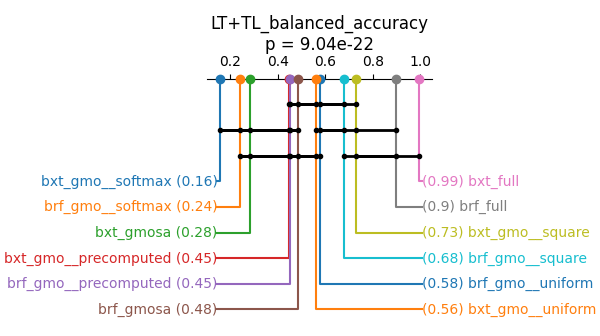 LT+TL_balanced_accuracy
p = 9.04e-22
0.2 0.4 0.6 0.8 1.0
bxt_gmo__softmax (0.16) (0.99) bxt_full
brf_gmo__softmax (0.24) (0.9) brf_full
bxt_gmosa (0.28) (0.73) bxt_gmo__square
bxt_gmo__precomputed (0.45) (0.68) brf_gmo__square
brf_gmo__precomputed (0.45) (0.58) brf_gmo__uniform
brf_gmosa (0.48) (0.56) bxt_gmo__uniform